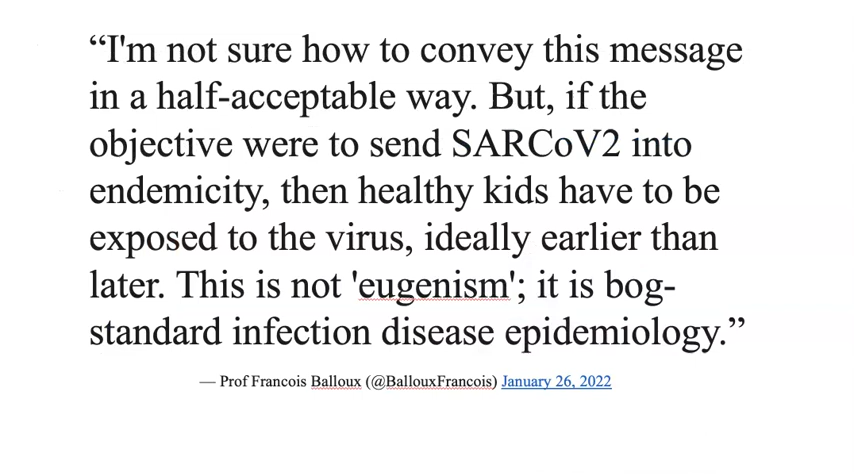 “I'm not sure how to convey this message
in a half-acceptable way. But, if the
objective were to send SARCoV2 into
endemicity, then healthy kids have to be
exposed to the virus, ideally earlier than
later. This is not 'eugenism'; it is bog-
standard infection disease epidemiology.”
— Prof Francois Balloux (@BallouxFrancois) January 26, 2022